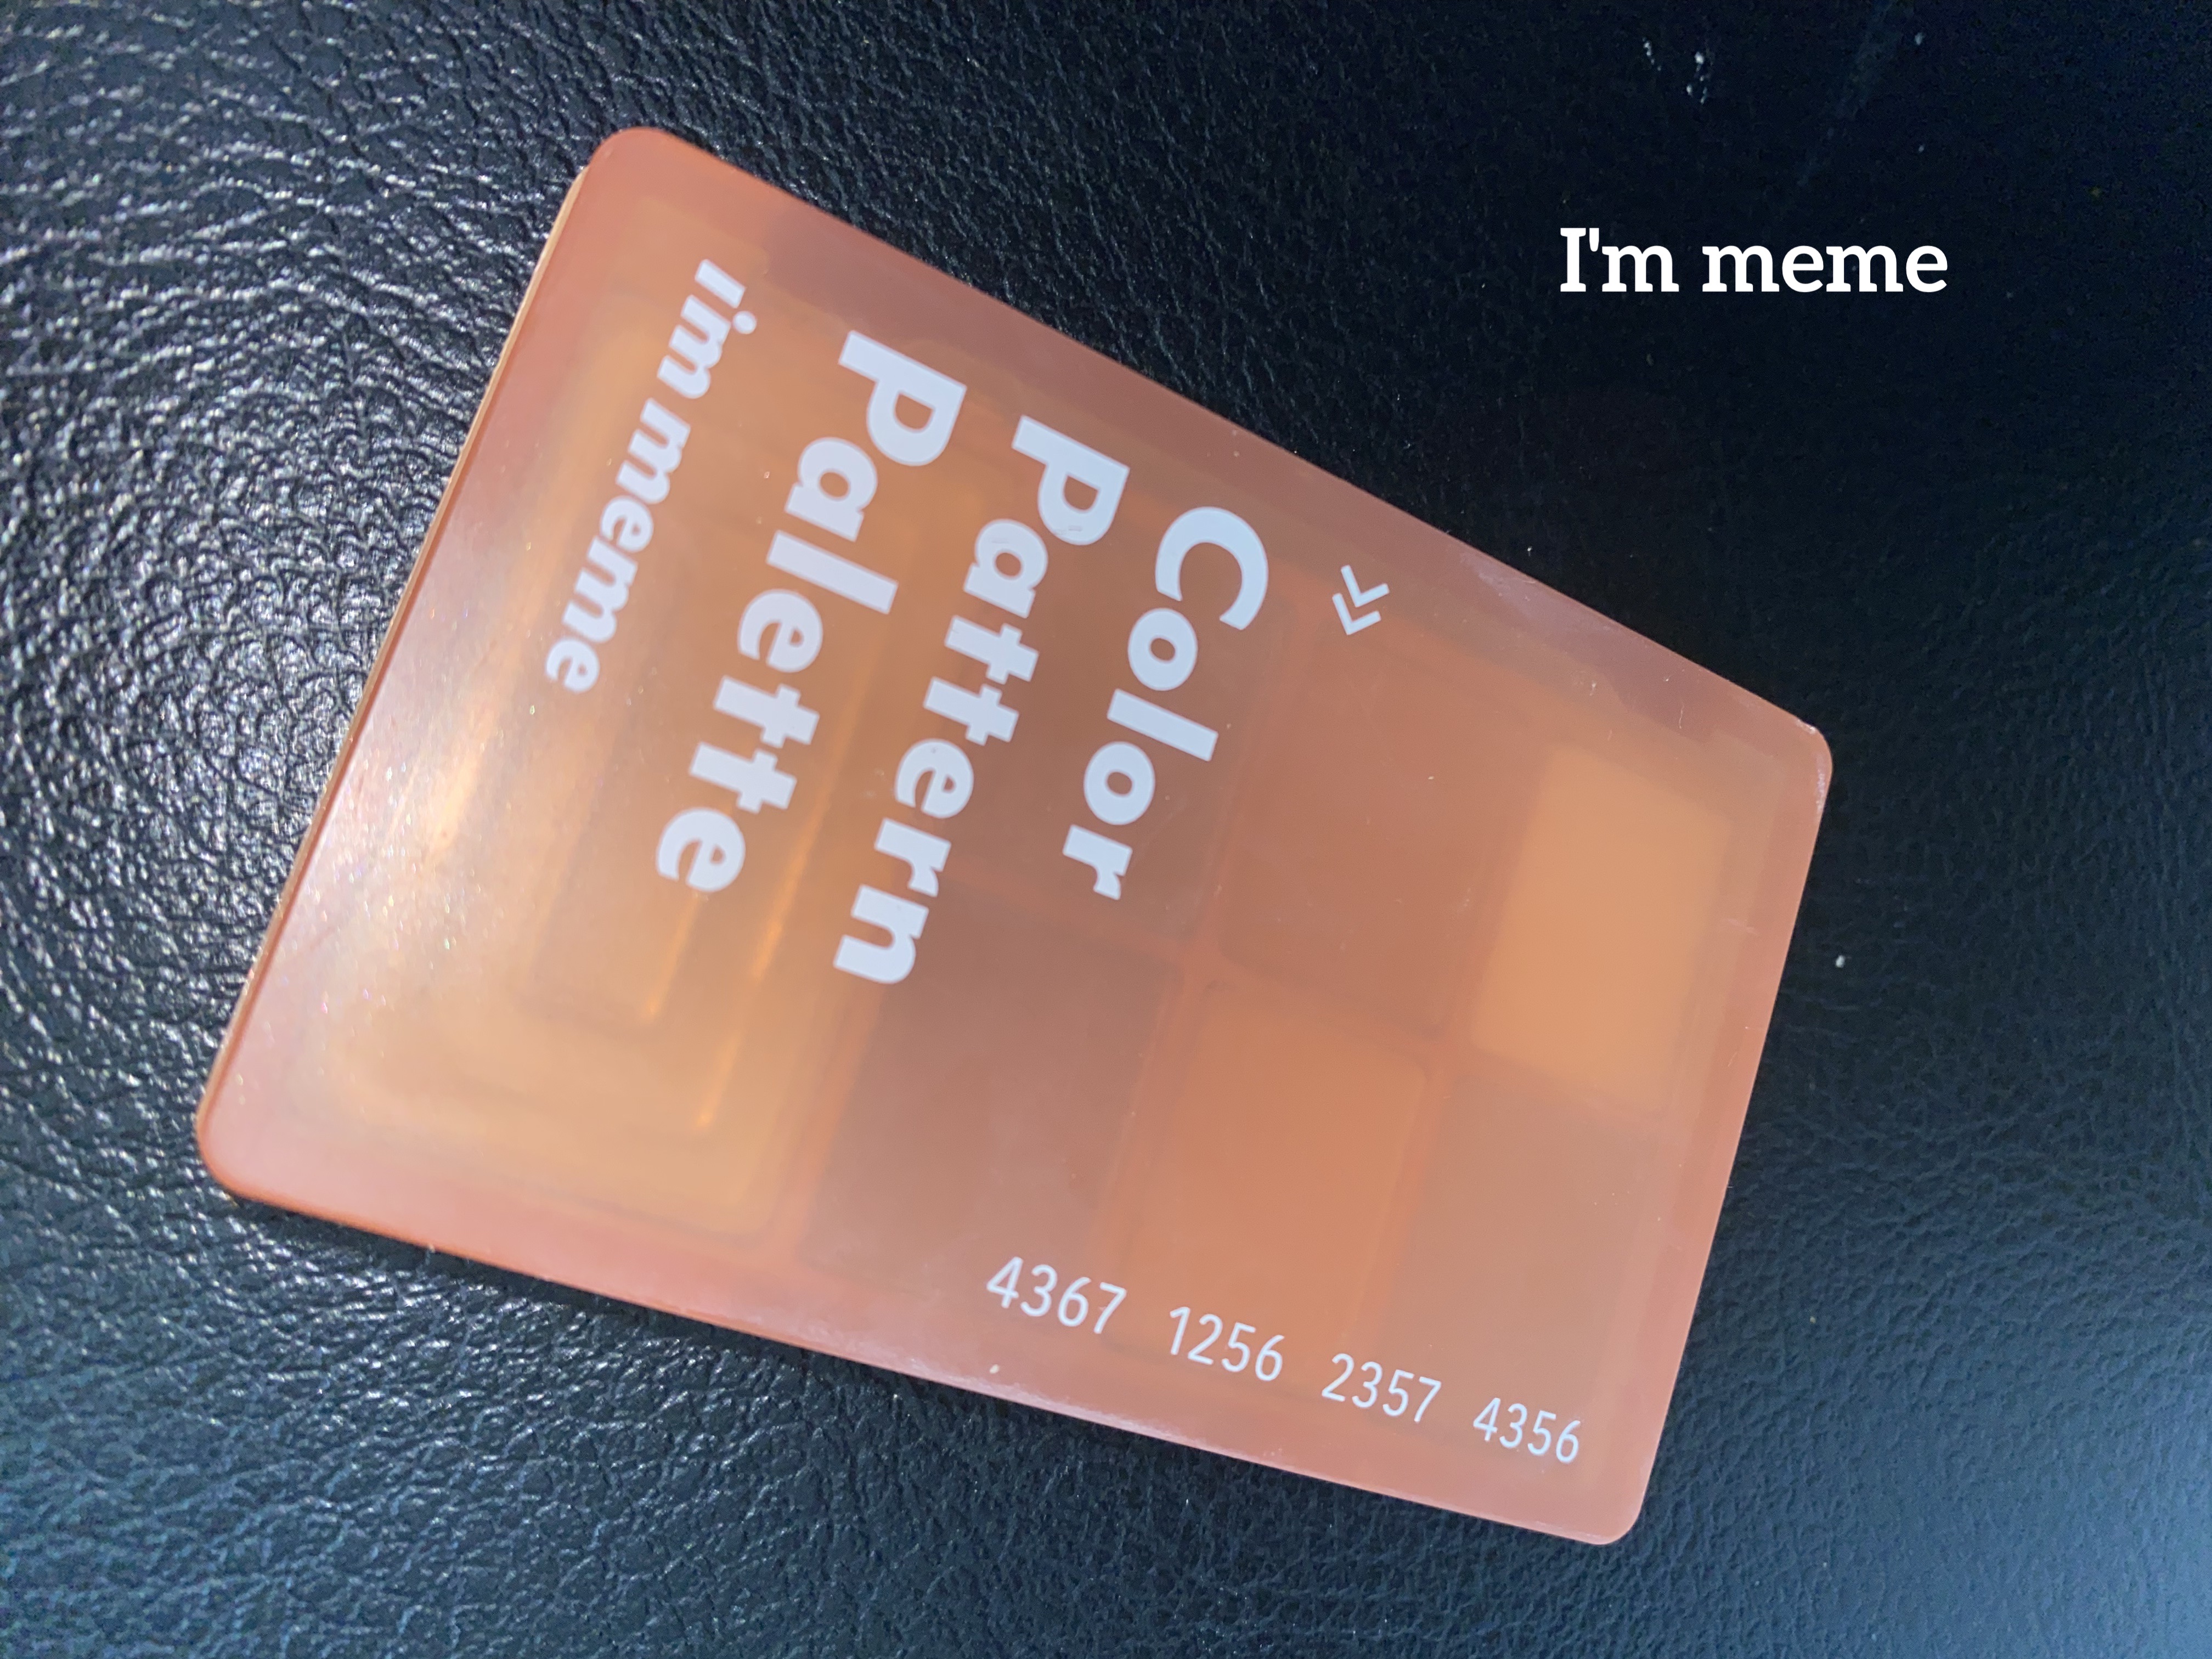 I'm meme
Color
Pattern
Palette
i'm meme
4367 1256 2357 4356